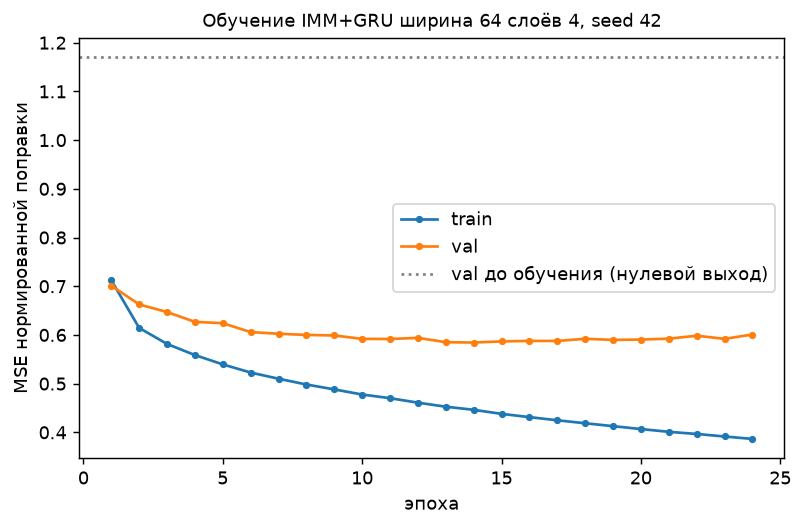 Обучение IMM+GRU ширина 64 слоёв 4, seed 42
MSE нормированной поправки
1.2
1.1
1.0
0.9
0.8
0.7
0.6
0.5
0.4
train
val
val до обучения (нулевой выход)
0 5 10 15 20 25
эпоха